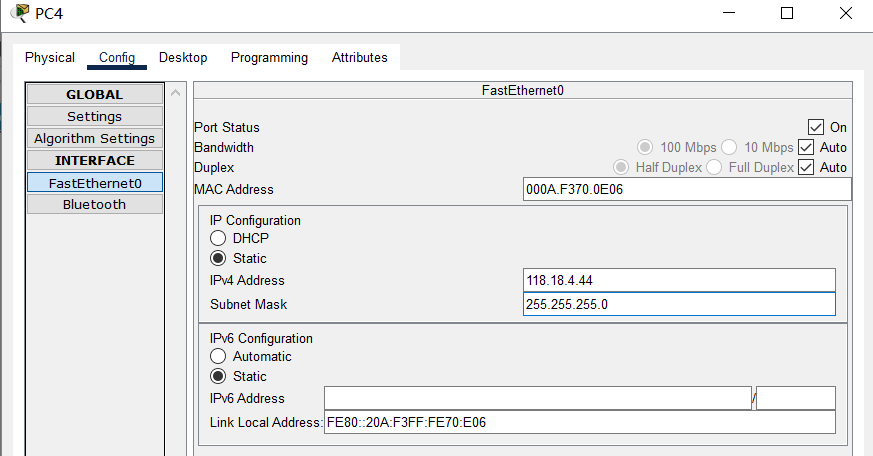 PC4
Physical Config Desktop Programming Attributes
GLOBAL
Settings
Algorithm Settings
INTERFACE
FastEthernet0
Bluetooth
FastEthernet0
Port Status On
Bandwidth 100 Mbps 10 Mbps Auto
Duplex Half Duplex Full Duplex Auto
MAC Address 000A.F370.0E06
IP Configuration
DHCP
Static
IPv4 Address 118.18.4.44
Subnet Mask 255.255.255.0
IPv6 Configuration
Automatic
Static
IPv6 Address /
Link Local Address: FE80::20A:F3FF:FE70:E06